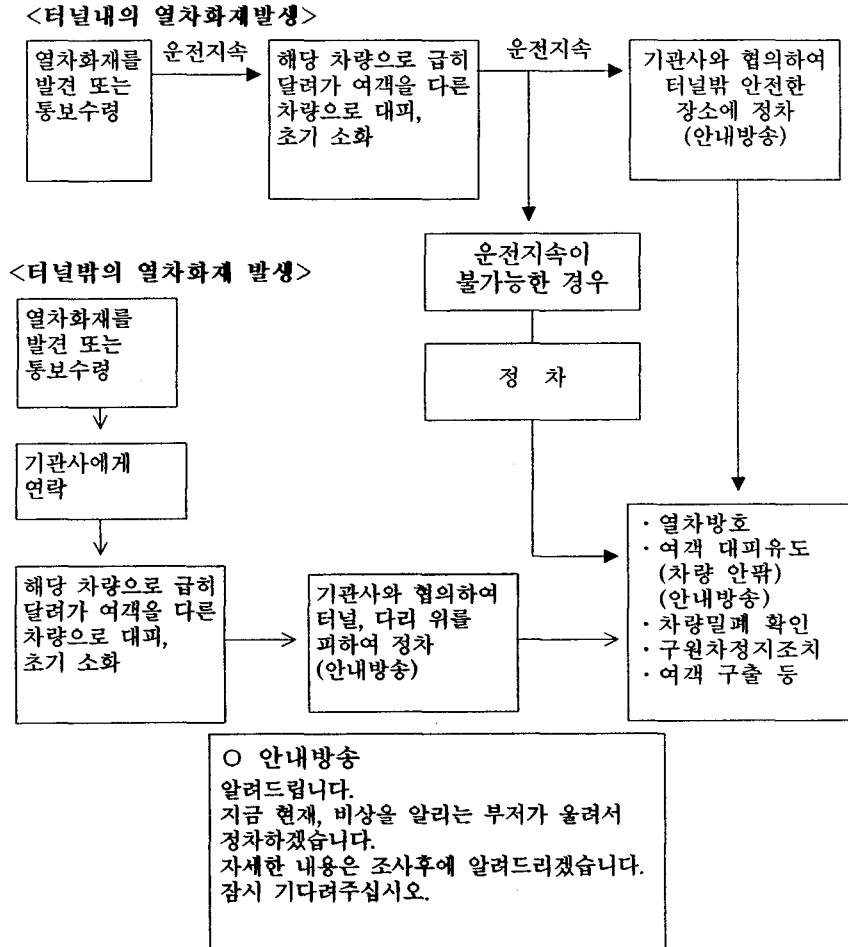 <터널내의 열차화재발생>
열차화재를
발견 또는
통보수령
운전지속
해당 차량으로 급히
달려가 여객을 다른
차량으로 대피,
초기 소화
운전지속
기관사와 협의하여
터널밖 안전한
장소에 정차
(안내방송)
운전지속이
불가능한 경우
정 차
<터널밖의 열차화재 발생>
열차화재를
발견 또는
통보수령
기관사에게
연락
해당 차량으로 급히
달려가 여객을 다른
차량으로 대피,
초기 소화
기관사와 협의하여
터널, 다리 위를
피하여 정차
(안내방송)
· 열차방호
· 여객 대피유도
(차량 안팎)
(안내방송)
· 차량밀폐 확인
· 구원차정지조치
· 여객 구출 등
○ 안내방송
알려드립니다.
지금 현재, 비상을 알리는 부저가 울려서
정차하겠습니다.
자세한 내용은 조사후에 알려드리겠습니다.
잠시 기다려주십시오.